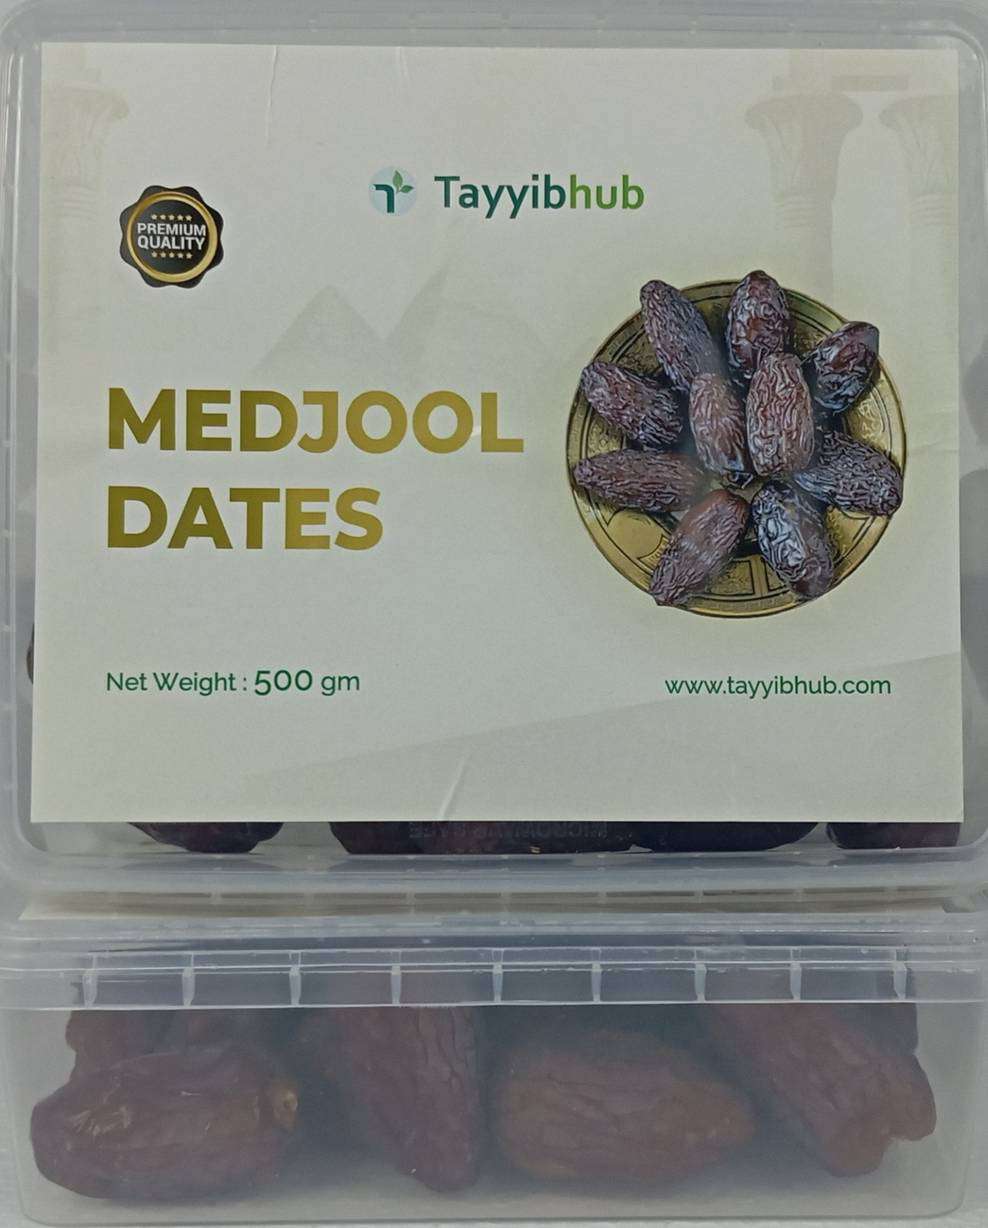 Tayyibhub
PREMIUM
QUALITY
MEDJOOL
DATES
Net Weight : 500 gm
www.tayyibhub.com